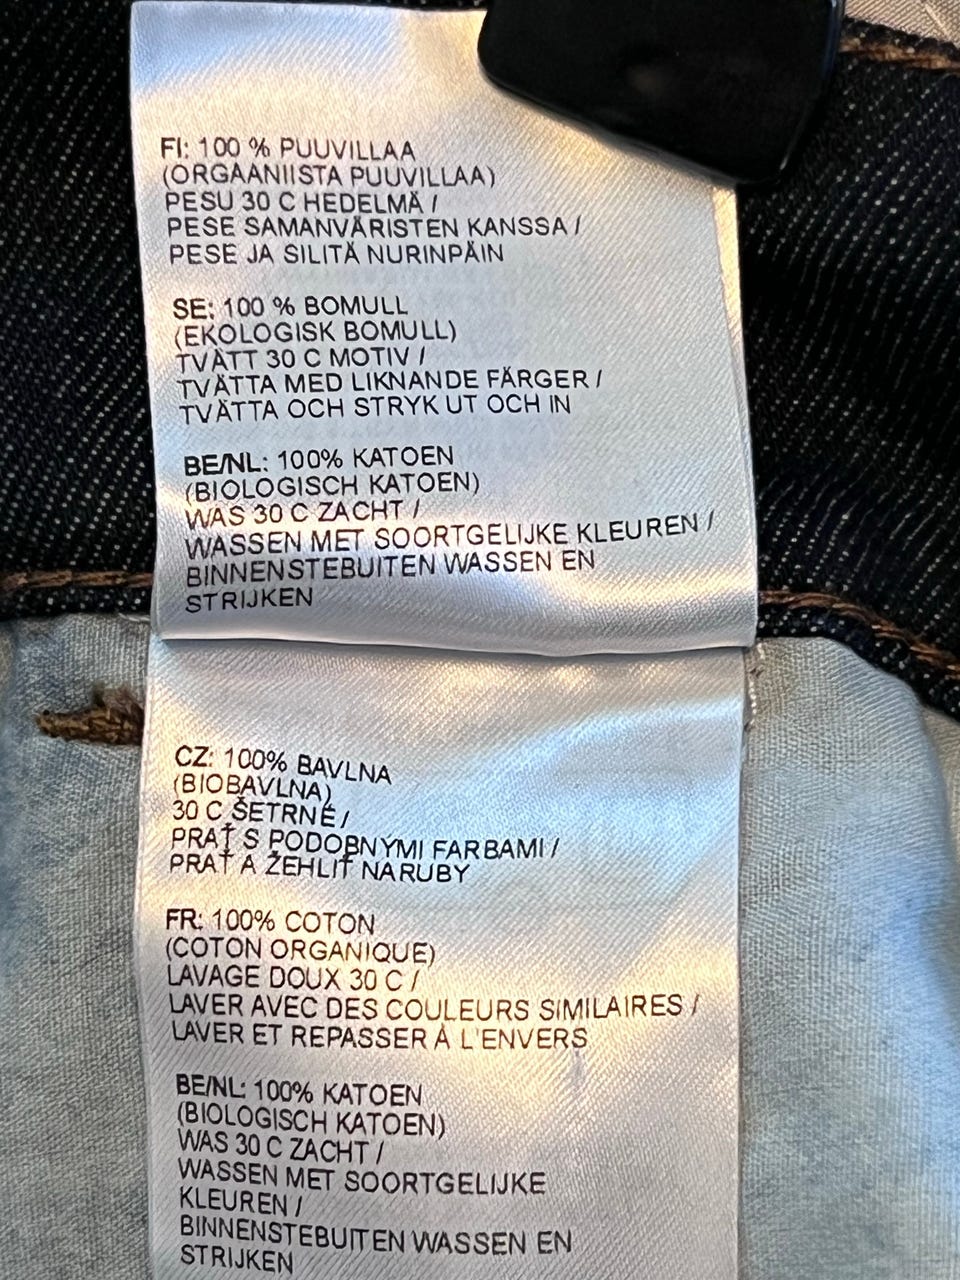 FI: 100 % PUUVILLAA
(ORGAANIISTA PUUVILLAA)
PESU 30 C HEDELMÄ /
PESE SAMANVÄRISTEN KANSSA /
PESE JA SILITÄ NURINPÄIN
SE: 100 % BOMULL
(EKOLOGISK BOMULL)
TVÄTT 30 C MOTIV /
TVÄTTA MED LIKNANDE FÄRGER /
TVÄTTA OCH STRYK UT OCH IN
BE/NL: 100% KATOEN
(BIOLOGISCH KATOEN)
WAS 30 C ZACHT /
WASSEN MET SOORTGELIJKE KLEUREN /
BINNENSTEBUITEN WASSEN EN
STRIJKEN
CZ: 100% BAVLNA
(BIOBAVLNA)
30 C ŠETRNĚ /
PRAŤ S PODOBNÝMI FARBAMI /
PRAŤ A ŽEHLIŤ NARUBY
FR: 100% COTON
(COTON ORGANIQUE)
LAVAGE DOUX 30 C /
LAVER AVEC DES COULEURS SIMILAIRES /
LAVER ET REPASSER À L'ENVERS
BE/NL: 100% KATOEN
(BIOLOGISCH KATOEN)
WAS 30 C ZACHT /
WASSEN MET SOORTGELIJKE
KLEUREN /
BINNENSTEBUITEN WASSEN EN
STRIJKEN